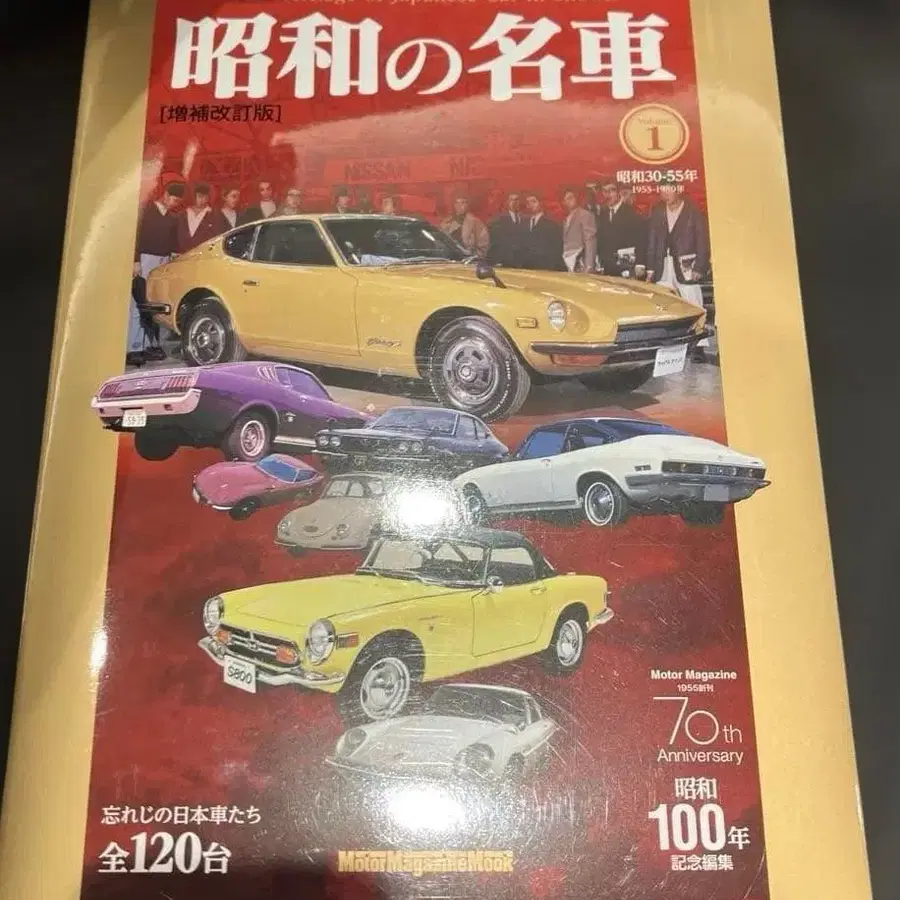 昭和の名車
[増補改訂版]
Volume
1
昭和30-55年
1955-1980年
NISSAN
S800
Motor Magazine
1955創刊
70th
Anniversary
昭和
100年
記念編集
忘れじの日本車たち
全120台
Motor Magazine Mook